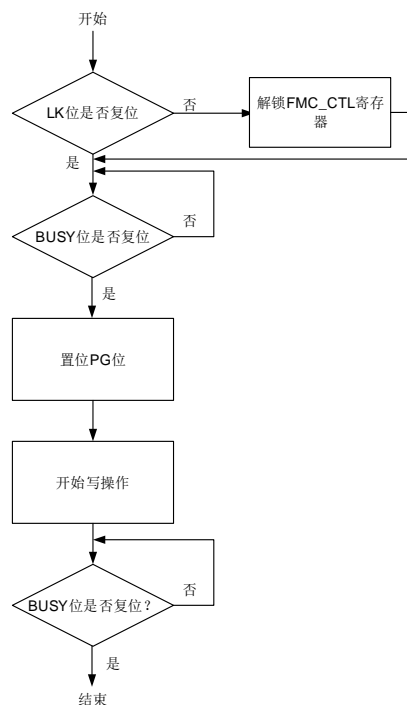 开始
LK位是否复位
否
解锁FMC_CTL寄存
器
是
BUSY位是否复位
否
是
置位PG位
开始写操作
BUSY位是否复位？
否
是
结束